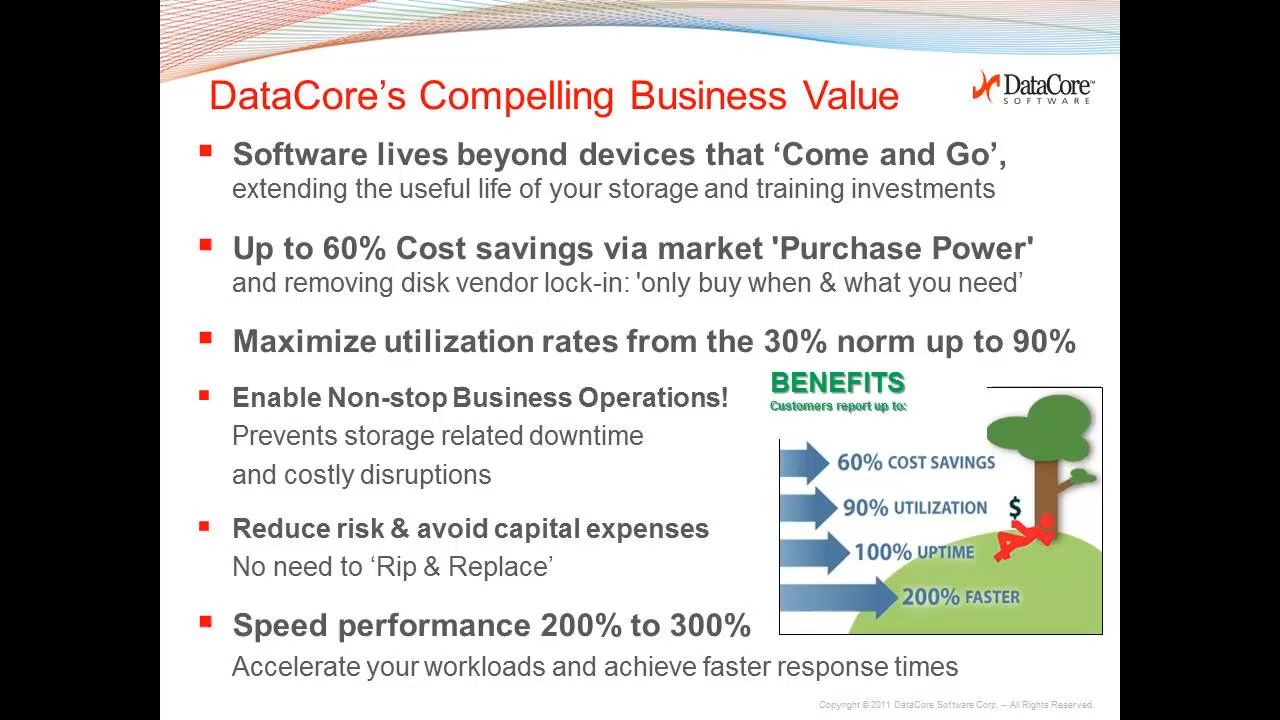 DataCore’s Compelling Business Value
DataCore™
SOFTWARE
▪ Software lives beyond devices that ‘Come and Go’,
extending the useful life of your storage and training investments
▪ Up to 60% Cost savings via market 'Purchase Power'
and removing disk vendor lock-in: 'only buy when & what you need’
▪ Maximize utilization rates from the 30% norm up to 90%
▪ Enable Non-stop Business Operations!
Prevents storage related downtime
and costly disruptions
▪ Reduce risk & avoid capital expenses
No need to ‘Rip & Replace’
▪ Speed performance 200% to 300%
Accelerate your workloads and achieve faster response times
BENEFITS
Customers report up to:
60% COST SAVINGS
90% UTILIZATION
$
100% UPTIME
200% FASTER
Copyright © 2011 DataCore Software Corp. – All Rights Reserved.